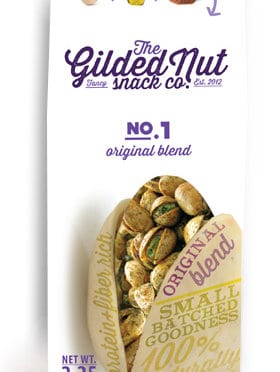 The
Gilded Nut
Fancy snack co. Est. 2012
NO. 1
original blend
ORIGINAL
blend
protein+fiber rich
SMALL
BATCHED
GOODNESS
100%
NET WT.